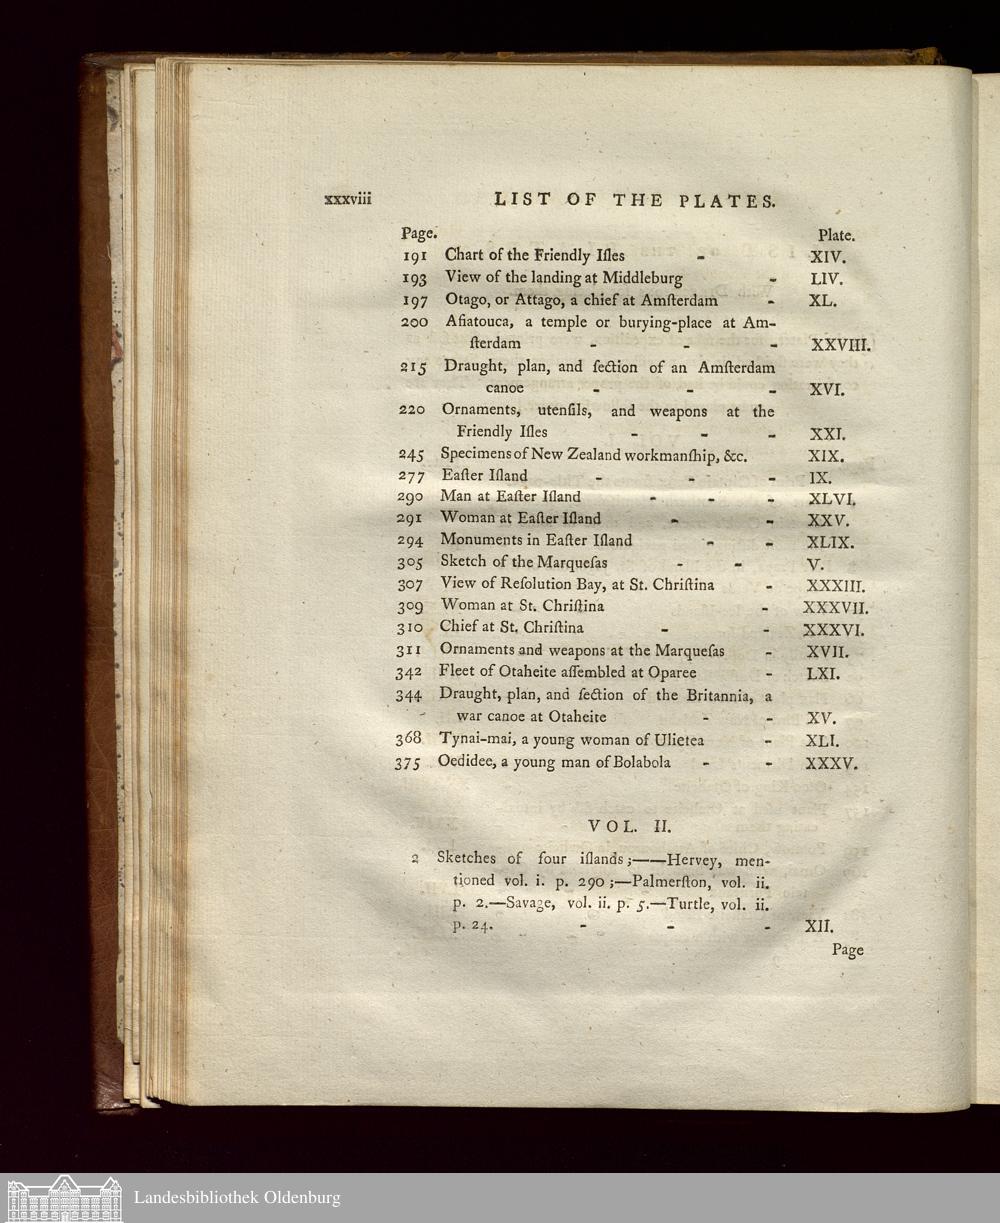 xxxviii LIST OF THE PLATES.
Page. Plate.
191 Chart of the Friendly Iſles - XIV.
193 View of the landing at Middleburg - LIV.
197 Otago, or Attago, a chief at Amſterdam - XL.
200 Afiatouca, a temple or burying-place at Am-
ſterdam - - - XXVIII.
215 Draught, plan, and ſection of an Amſterdam
canoe - - - XVI.
220 Ornaments, utenſils, and weapons at the
Friendly Iſles - - - XXI.
245 Specimens of New Zealand workmanſhip, &c. XIX.
277 Eaſter Iſland - - - IX.
290 Man at Eaſter Iſland - - - XLVI.
291 Woman at Eaſter Iſland - - XXV.
294 Monuments in Eaſter Iſland - - XLIX.
305 Sketch of the Marqueſas - - V.
307 View of Reſolution Bay, at St. Chriſtina - XXXIII.
309 Woman at St. Chriſtina - XXXVII.
310 Chief at St. Chriſtina - - XXXVI.
311 Ornaments and weapons at the Marqueſas - XVII.
342 Fleet of Otaheite aſſembled at Oparee - LXI.
344 Draught, plan, and ſection of the Britannia, a
war canoe at Otaheite - - XV.
368 Tynai-mai, a young woman of Ulietea - XLI.
375 Oedidee, a young man of Bolabola - - XXXV.
VOL. II.
2 Sketches of four iſlands;——Hervey, men-
tioned vol. i. p. 290;—Palmerſton, vol. ii.
p. 2.—Savage, vol. ii. p. 5.—Turtle, vol. ii.
p. 24. - - - XII.
Page
Landesbibliothek Oldenburg